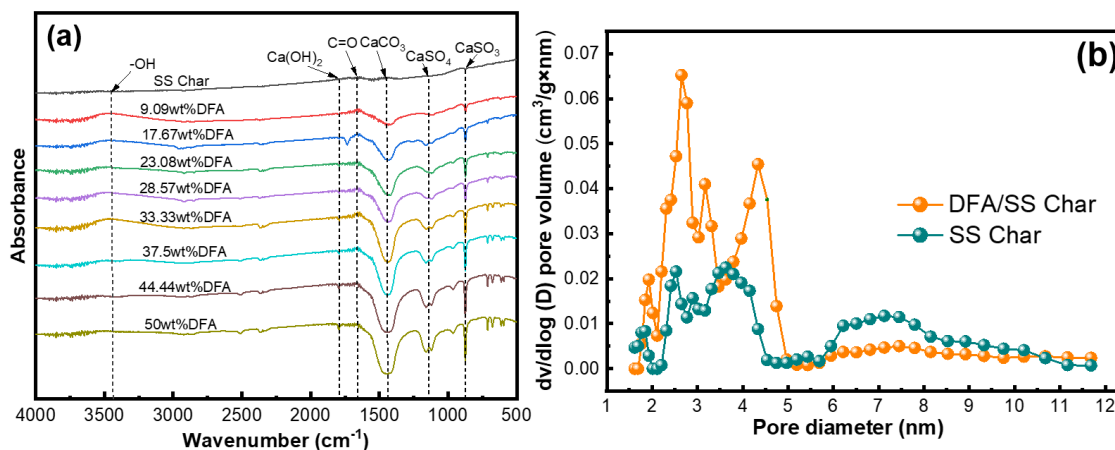 (a)
-OH
SS Char
Ca(OH)2
C=O
CaCO3
CaSO4
CaSO3
9.09wt%DFA
17.67wt%DFA
23.08wt%DFA
28.57wt%DFA
33.33wt%DFA
37.5wt%DFA
44.44wt%DFA
50wt%DFA
Absorbance
4000 3500 3000 2500 2000 1500 1000 500
Wavenumber (cm-1)
(b)
dv/dlog (D) pore volume (cm3/g×nm)
0.07
0.06
0.05
0.04
0.03
0.02
0.01
0.00
DFA/SS Char
SS Char
1 2 3 4 5 6 7 8 9 10 11 12
Pore diameter (nm)